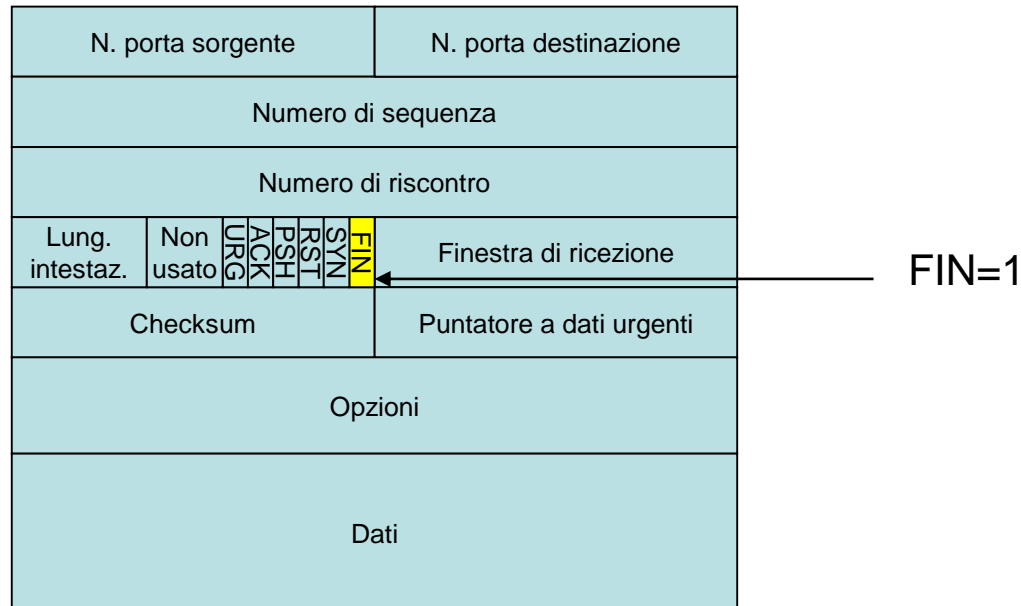 N. porta sorgente
N. porta destinazione
Numero di sequenza
Numero di riscontro
Lung.
intestaz.
Non
usato
URG
ACK
PSH
RST
SYN
FIN
Finestra di ricezione
FIN=1
Checksum
Puntatore a dati urgenti
Opzioni
Dati